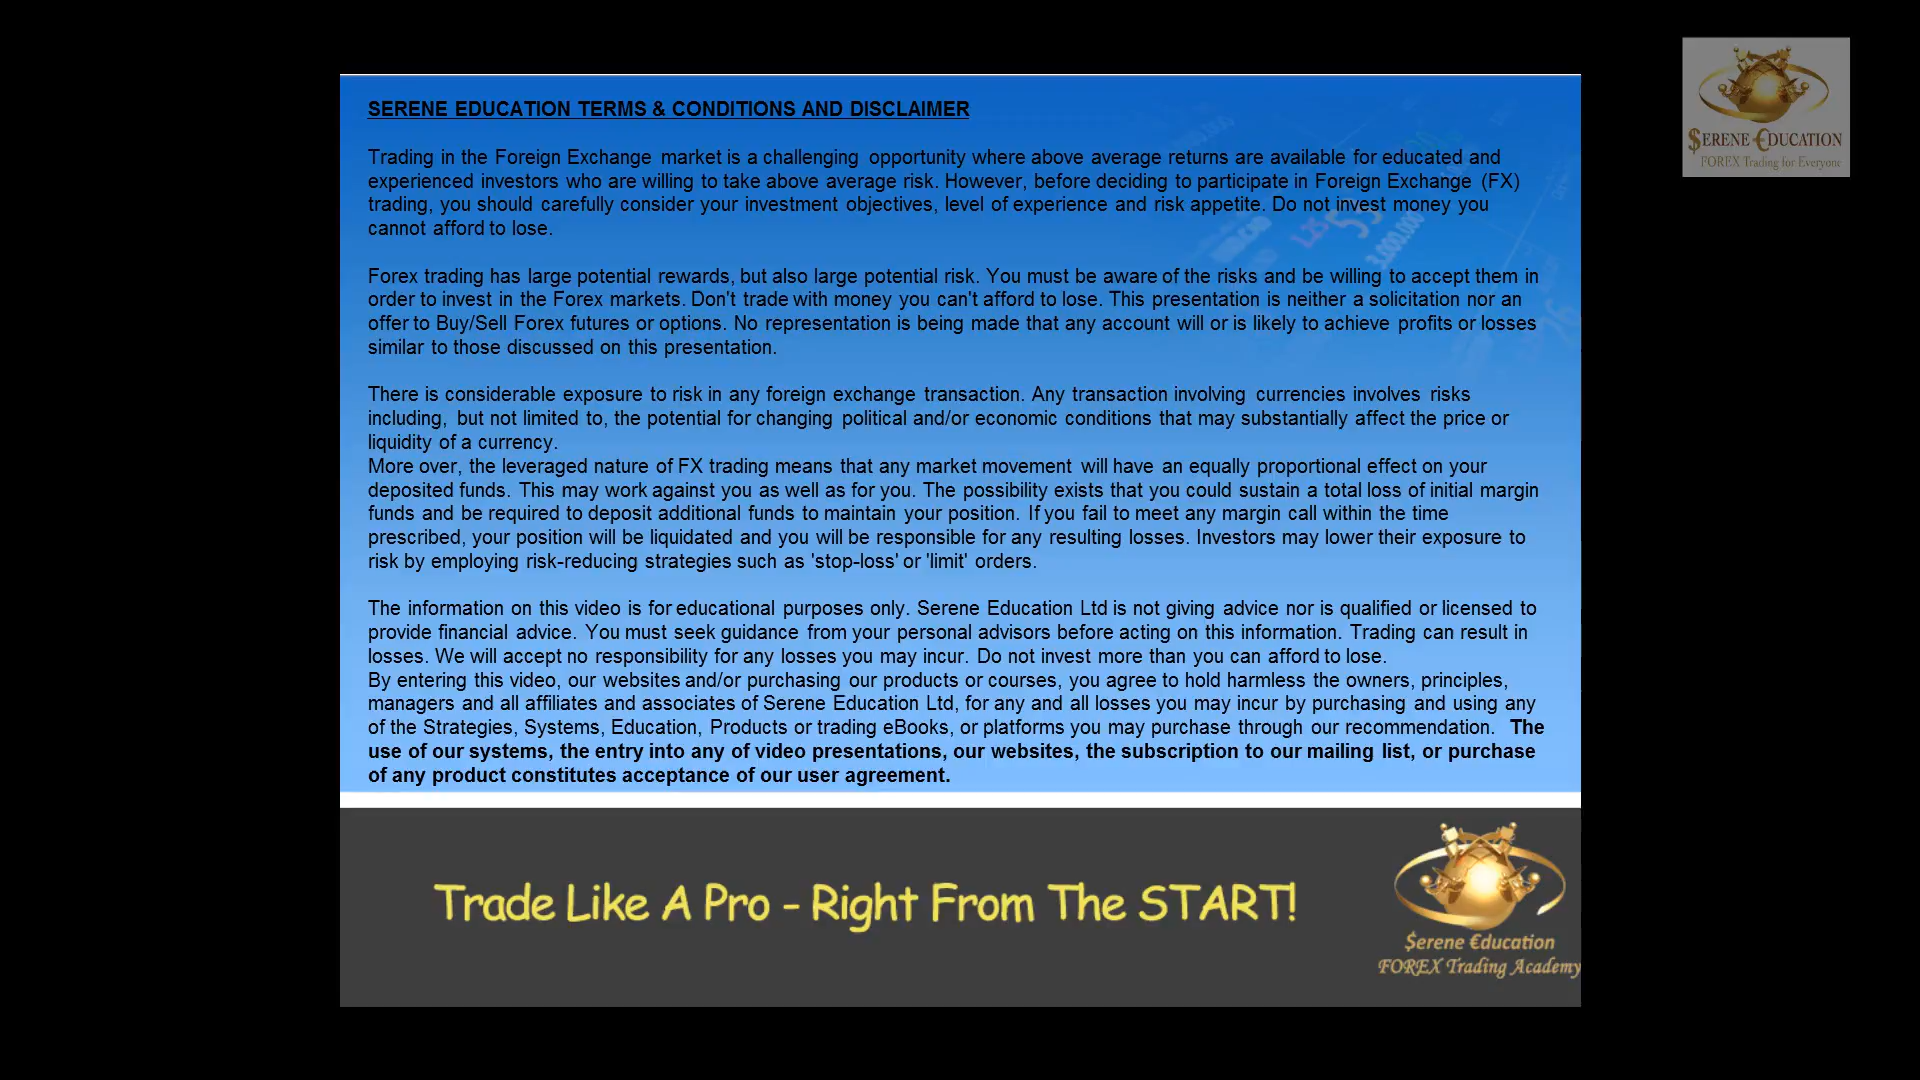 SERENE EDUCATION TERMS & CONDITIONS AND DISCLAIMER
Trading in the Foreign Exchange market is a challenging opportunity where above average returns are available for educated and
experienced investors who are willing to take above average risk. However, before deciding to participate in Foreign Exchange (FX)
trading, you should carefully consider your investment objectives, level of experience and risk appetite. Do not invest money you
cannot afford to lose.
Forex trading has large potential rewards, but also large potential risk. You must be aware of the risks and be willing to accept them in
order to invest in the Forex markets. Don't trade with money you can't afford to lose. This presentation is neither a solicitation nor an
offer to Buy/Sell Forex futures or options. No representation is being made that any account will or is likely to achieve profits or losses
similar to those discussed on this presentation.
There is considerable exposure to risk in any foreign exchange transaction. Any transaction involving currencies involves risks
including, but not limited to, the potential for changing political and/or economic conditions that may substantially affect the price or
liquidity of a currency.
More over, the leveraged nature of FX trading means that any market movement will have an equally proportional effect on your
deposited funds. This may work against you as well as for you. The possibility exists that you could sustain a total loss of initial margin
funds and be required to deposit additional funds to maintain your position. If you fail to meet any margin call within the time
prescribed, your position will be liquidated and you will be responsible for any resulting losses. Investors may lower their exposure to
risk by employing risk-reducing strategies such as 'stop-loss' or 'limit' orders.
The information on this video is for educational purposes only. Serene Education Ltd is not giving advice nor is qualified or licensed to
provide financial advice. You must seek guidance from your personal advisors before acting on this information. Trading can result in
losses. We will accept no responsibility for any losses you may incur. Do not invest more than you can afford to lose.
By entering this video, our websites and/or purchasing our products or courses, you agree to hold harmless the owners, principles,
managers and all affiliates and associates of Serene Education Ltd, for any and all losses you may incur by purchasing and using any
of the Strategies, Systems, Education, Products or trading eBooks, or platforms you may purchase through our recommendation. The
use of our systems, the entry into any of video presentations, our websites, the subscription to our mailing list, or purchase
of any product constitutes acceptance of our user agreement.
Trade Like A Pro - Right From The START!
$erene €ducation
FOREX Trading Academy
$ERENE €DUCATION
FOREX Trading for Everyone